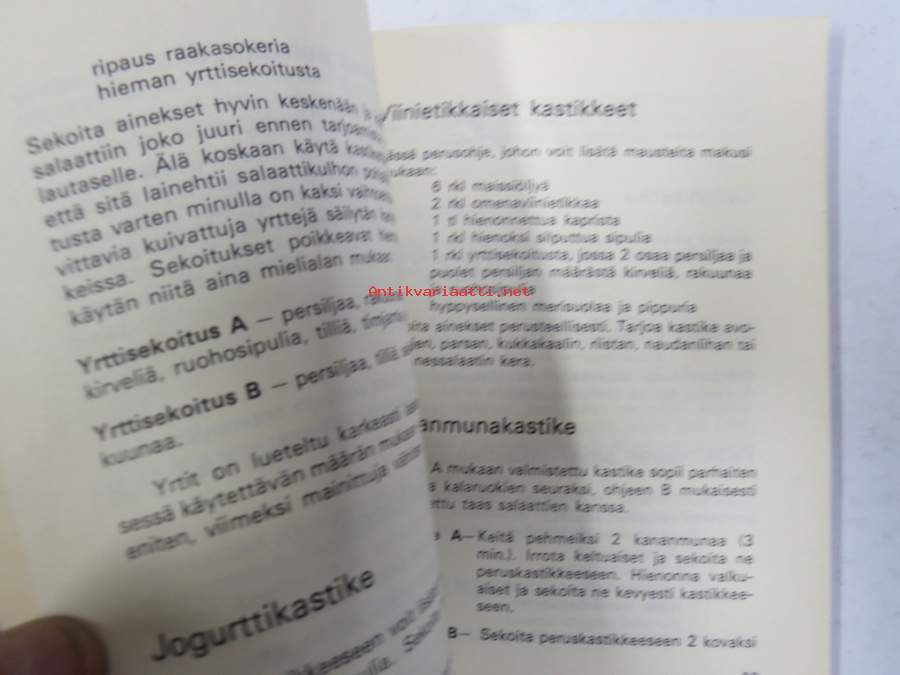 ripaus raakasokeria
hieman yrttisekoitusta
Sekoita ainekset hyvin keskenään
salaattiin joko juuri ennen
lautaselle. Älä koskaan käytä
että sitä lainehtii salaattikulhon
tusta varten minulla on kaksi
vittavia kuivattuja yrttejä säilytän
keissa. Sekoitukset poikkeavat
käytän niitä aina mielialan mukaan.
Yrttisekoitus A — persiljaa,
kirveliä, ruohosipulia, tilliä,
Yrttisekoitus B — persiljaa, tilliä
kuunaa.
Yrtit on lueteltu karkeasti
sessä käytettävän määrän mukaan
eniten, viimeksi mainittuja
Jogurttikastike
voit
Viinietikkaiset kastikkeet
perusohje, johon voit lisätä mausteita makusi
mukaan:
6 rkl maissiöljyä
2 rkl omenaviinietikkaa
1 tl hienonnettua kaprista
1 rkl hienoksi silputtua sipulia
1 rkl yrttisekoitusta, jossa 2 osaa persiljaa ja
puolet persiljan määrästä kirveliä, rakuunaa
Antikvariaatti.net
hyppysellinen merisuolaa ja pippuria
ainekset perusteellisesti. Tarjoa kastike avo-
parsan, kukkakaalin, riistan, naudanlihan tai
kera.
anmunakastike
A mukaan valmistettu kastike sopii parhaiten
kalaruokien seuraksi, ohjeen B mukaisesti
taas salaattien kanssa.
A— Keitä pehmeiksi 2 kananmunaa (3
min.). Irrota keltuaiset ja sekoita ne
peruskastikkeeseen. Hienonna valku-
aiset ja sekoita ne kevyesti kastikkee-
seen.
B— Sekoita peruskastikkeeseen 2 kovaksi